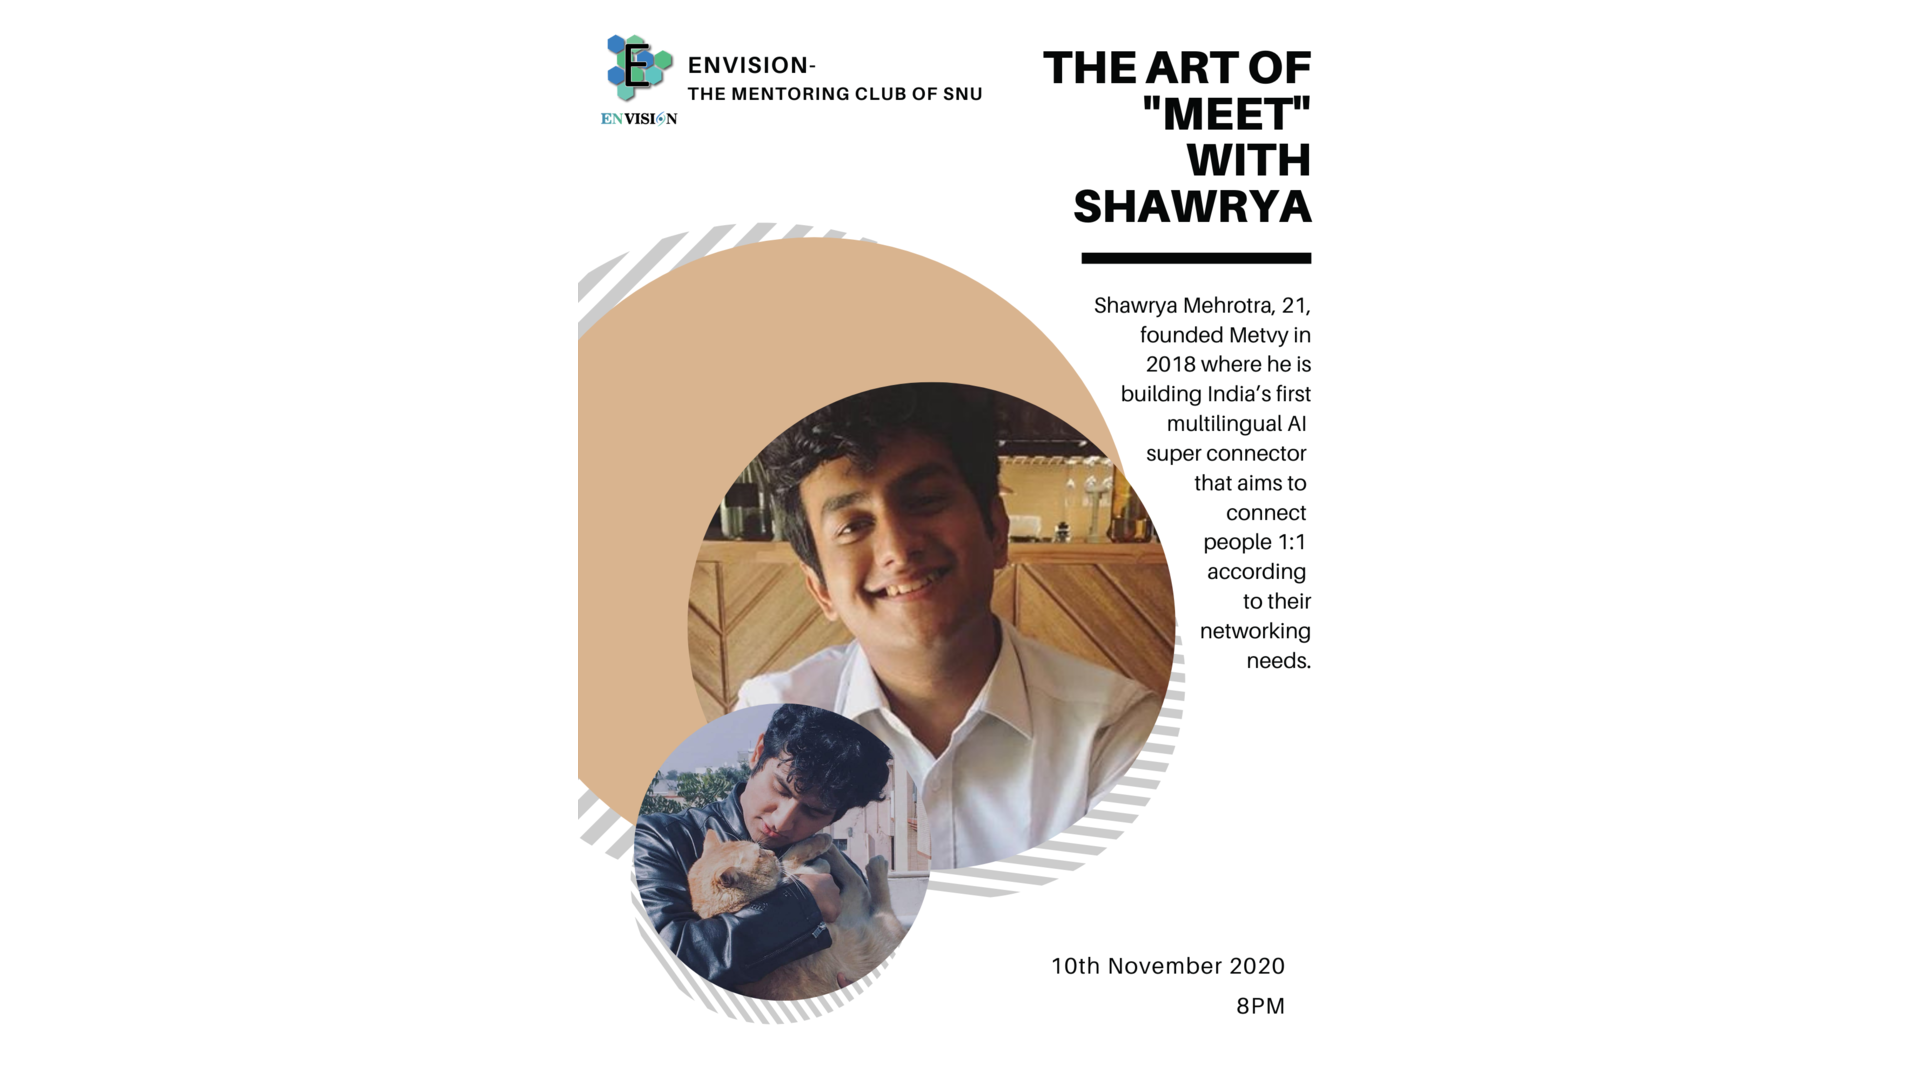 E
ENVISION
ENVISION-
THE MENTORING CLUB OF SNU
THE ART OF
"MEET"
WITH
SHAWRYA
Shawrya Mehrotra, 21,
founded Metvy in
2018 where he is
building India’s first
multilingual AI
super connector
that aims to
connect
people 1:1
according
to their
networking
needs.
10th November 2020
8PM